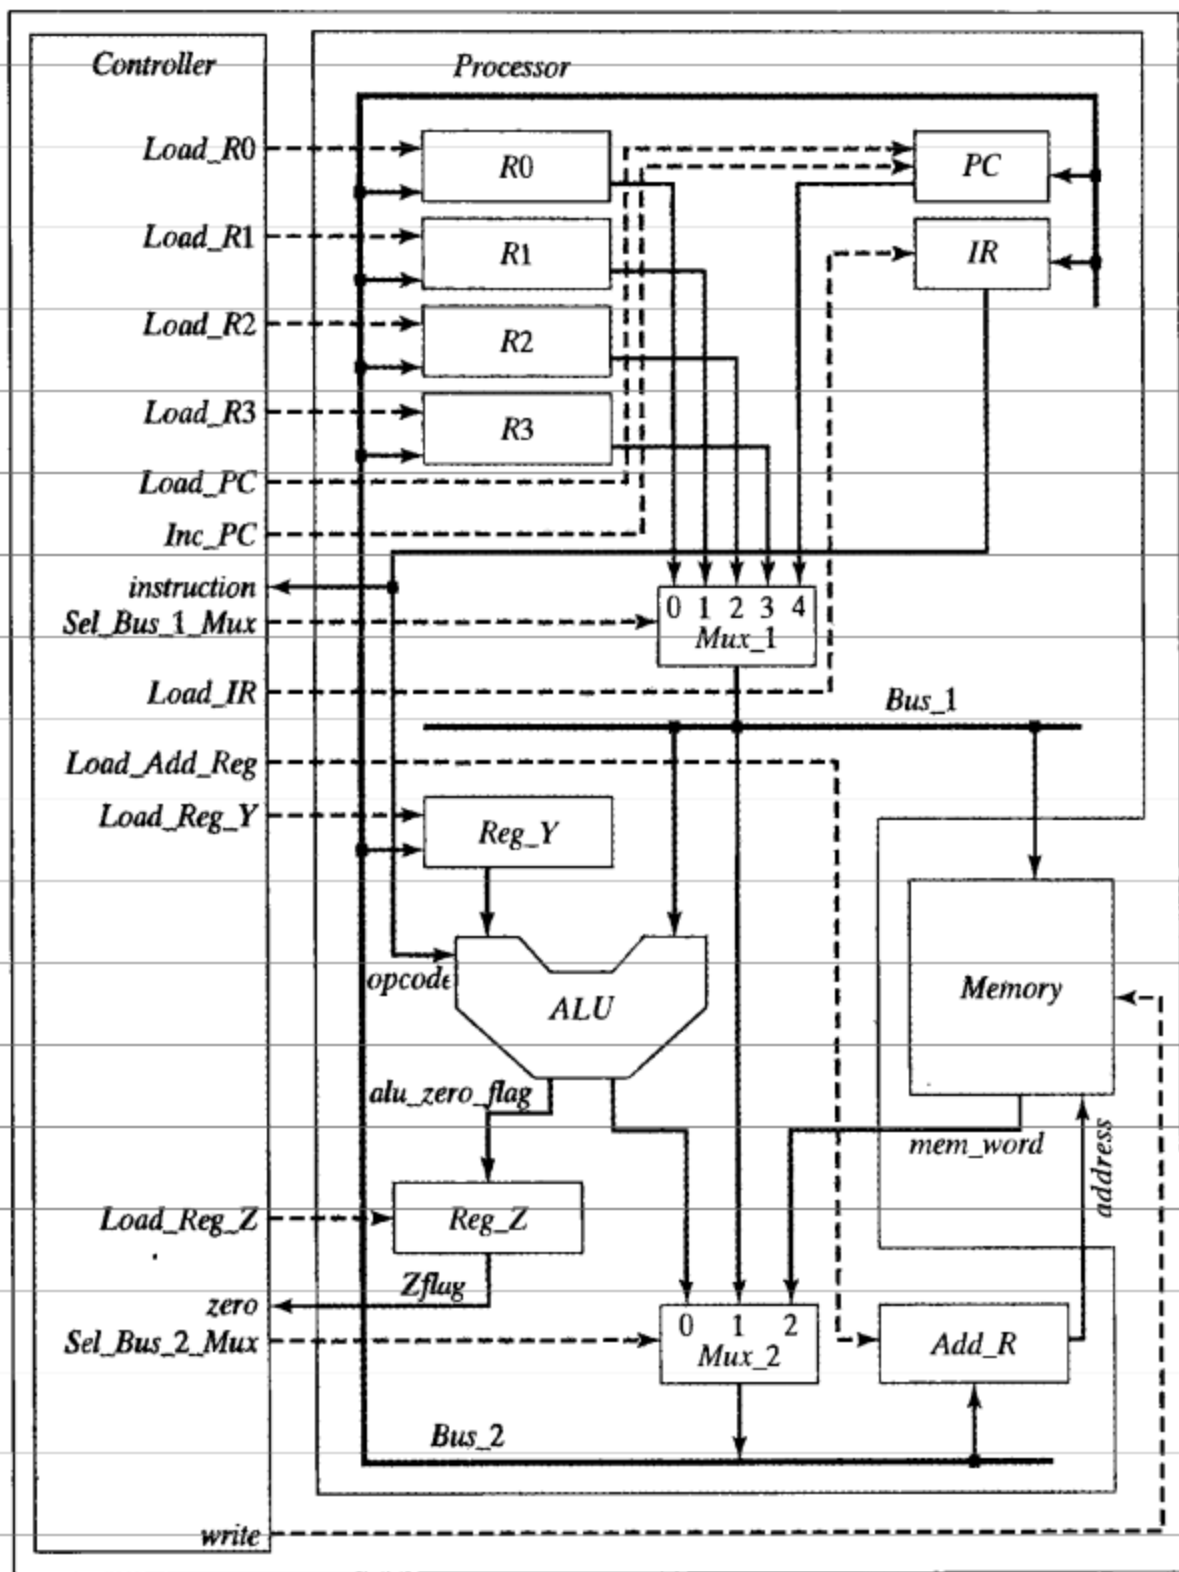 Controller
Processor
Load_R0
R0
PC
Load_R1
R1
IR
Load_R2
R2
Load_R3
R3
Load_PC
Inc_PC
instruction
Sel_Bus_1_Mux
0 1 2 3 4
Mux_1
Load_IR
Bus_1
Load_Add_Reg
Load_Reg_Y
Reg_Y
opcode
ALU
Memory
alu_zero_flag
mem_word
address
Load_Reg_Z
Reg_Z
Zflag
zero
Sel_Bus_2_Mux
0 1 2
Mux_2
Add_R
Bus_2
write